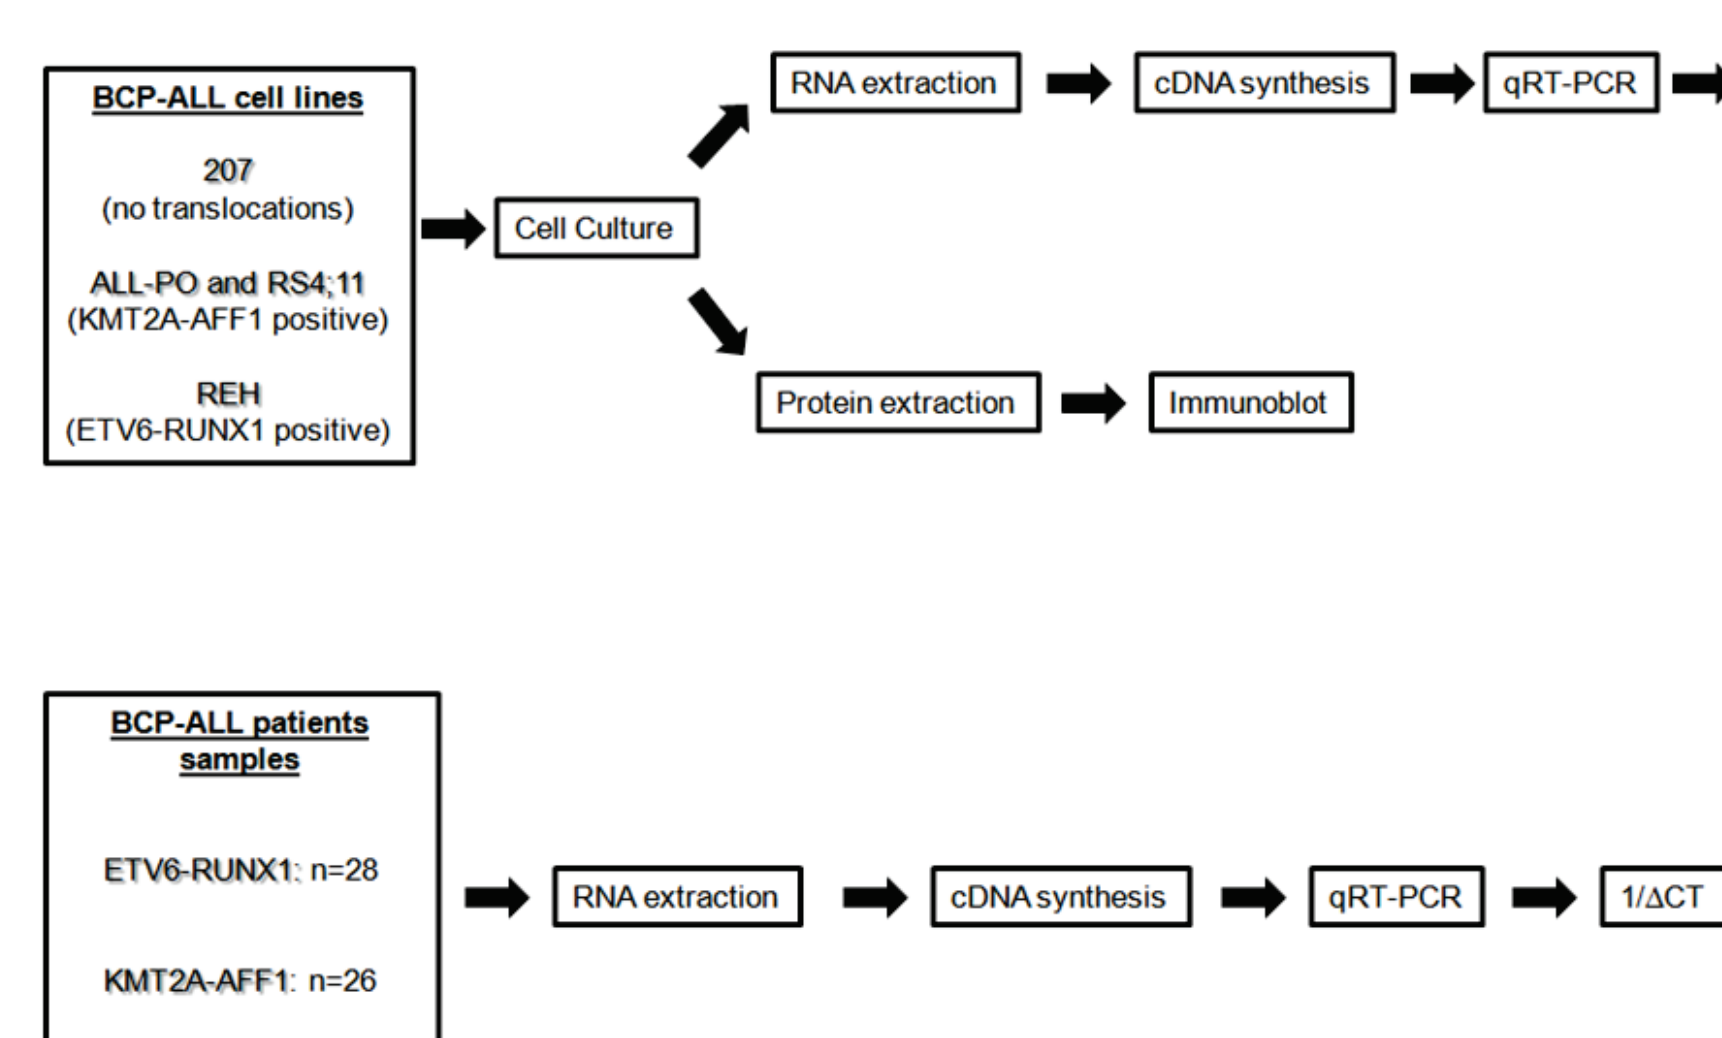 BCP-ALL cell lines
207
(no translocations)
ALL-PO and RS4;11
(KMT2A-AFF1 positive)
REH
(ETV6-RUNX1 positive)
Cell Culture
RNA extraction
cDNA synthesis
qRT-PCR
Protein extraction
Immunoblot
BCP-ALL patients
samples
ETV6-RUNX1: n=28
KMT2A-AFF1: n=26
RNA extraction
cDNA synthesis
qRT-PCR
1/ΔCT